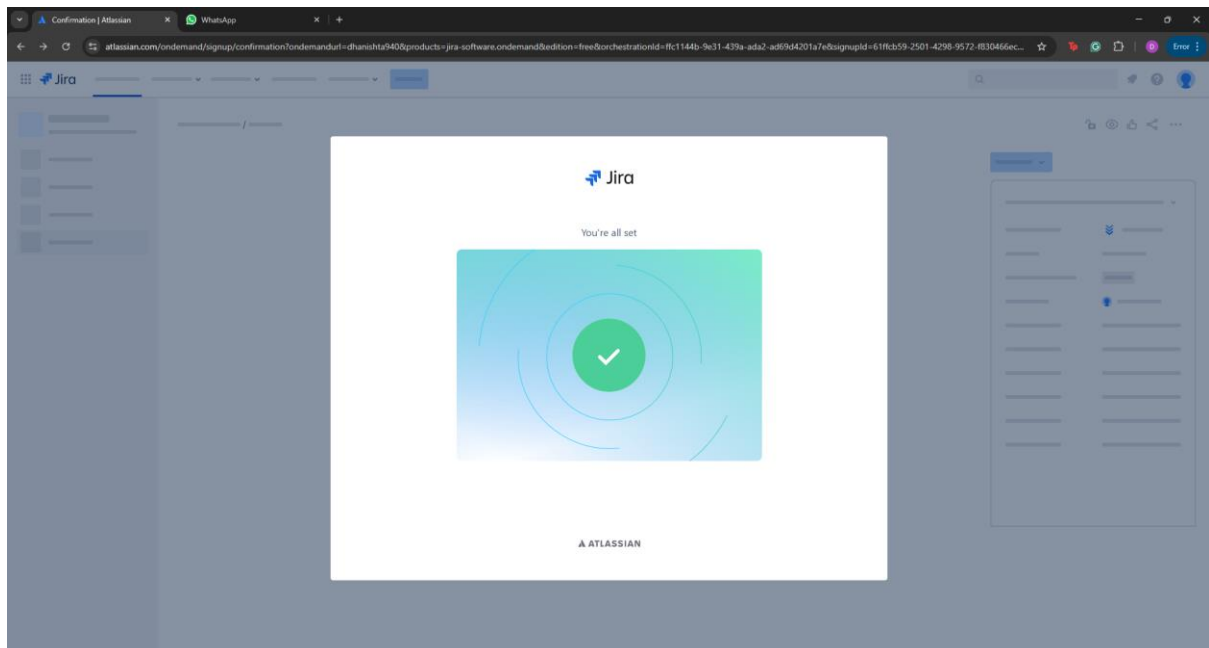 Confirmation | Atlassian
WhatsApp
atlassian.com/ondemand/signup/confirmation?ondemandurl=dhanishta940&products=jira-software.ondemand&edition=free&orchestrationId=ffc1144b-9e31-439a-ada2-ad69d4201a7e&signupId=61ffcb59-2501-4298-9572-f830466ec...
D
Error
Jira
Jira
You're all set
ATLASSIAN